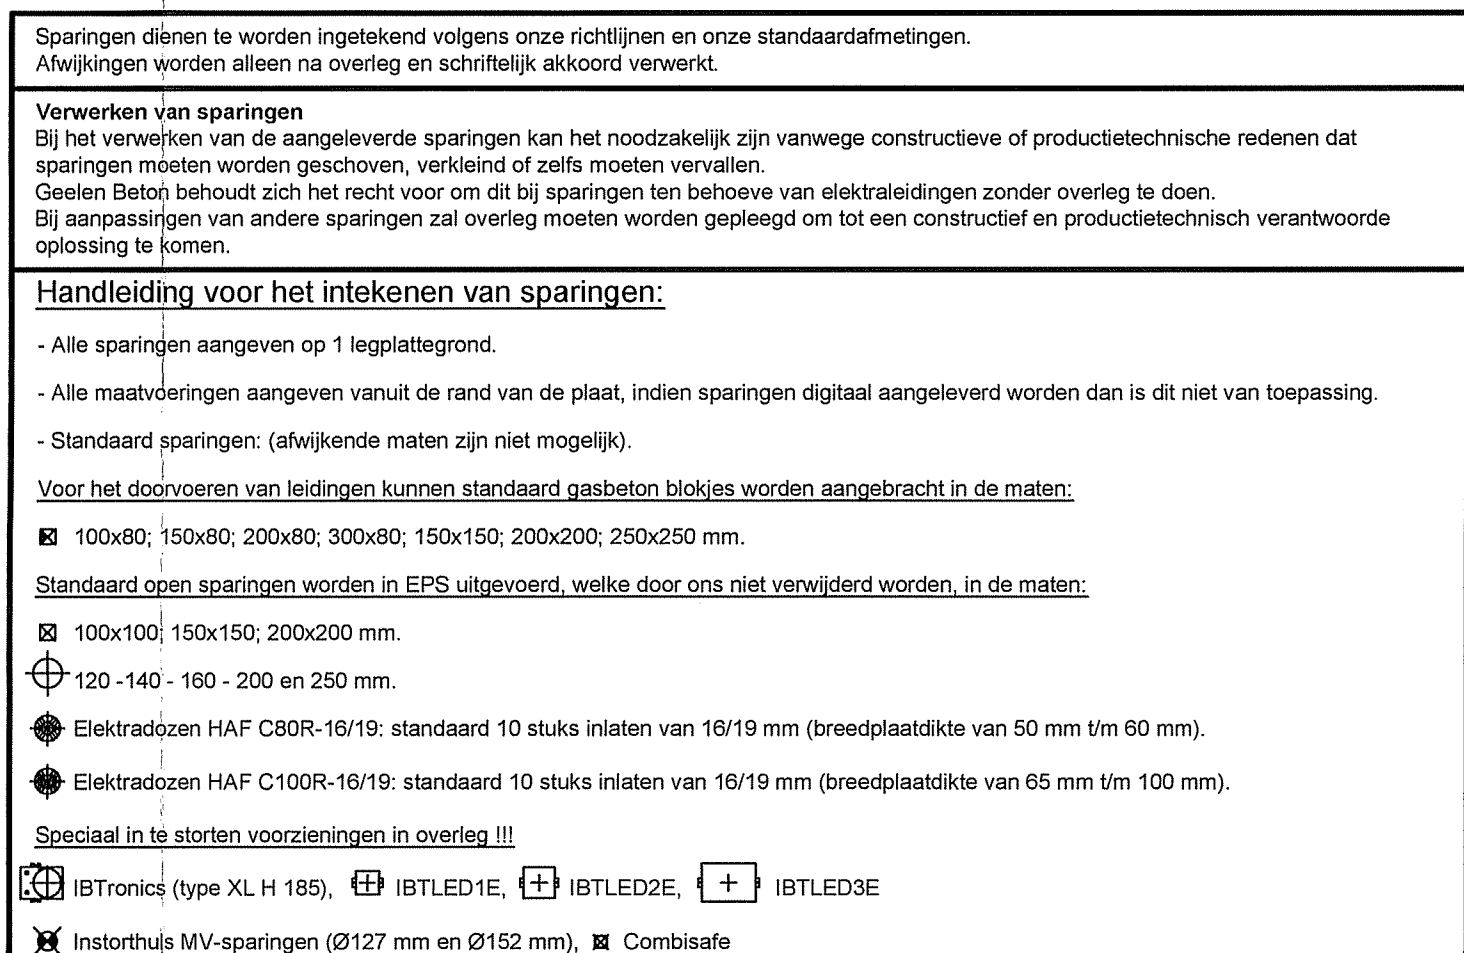 Sparingen dienen te worden ingetekend volgens onze richtlijnen en onze standaardafmetingen.
Afwijkingen worden alleen na overleg en schriftelijk akkoord verwerkt.
Verwerken van sparingen
Bij het verwerken van de aangeleverde sparingen kan het noodzakelijk zijn vanwege constructieve of productietechnische redenen dat
sparingen moeten worden geschoven, verkleind of zelfs moeten vervallen.
Geelen Beton behoudt zich het recht voor om dit bij sparingen ten behoeve van elektraleidingen zonder overleg te doen.
Bij aanpassingen van andere sparingen zal overleg moeten worden gepleegd om tot een constructief en productietechnisch verantwoorde
oplossing te komen.
Handleiding voor het intekenen van sparingen:
- Alle sparingen aangeven op 1 legplattegrond.
- Alle maatvoeringen aangeven vanuit de rand van de plaat, indien sparingen digitaal aangeleverd worden dan is dit niet van toepassing.
- Standaard sparingen: (afwijkende maten zijn niet mogelijk).
Voor het doorvoeren van leidingen kunnen standaard gasbeton blokjes worden aangebracht in de maten:
100x80; 150x80; 200x80; 300x80; 150x150; 200x200; 250x250 mm.
Standaard open sparingen worden in EPS uitgevoerd, welke door ons niet verwijderd worden, in de maten:
100x100; 150x150; 200x200 mm.
120 -140 - 160 - 200 en 250 mm.
Elektradozen HAF C80R-16/19: standaard 10 stuks inlaten van 16/19 mm (breedplaatdikte van 50 mm t/m 60 mm).
Elektradozen HAF C100R-16/19: standaard 10 stuks inlaten van 16/19 mm (breedplaatdikte van 65 mm t/m 100 mm).
Speciaal in te storten voorzieningen in overleg !!!
IBTronics (type XL H 185), IBTLED1E, IBTLED2E, IBTLED3E
Instorthuls MV-sparingen (Ø127 mm en Ø152 mm), Combisafe